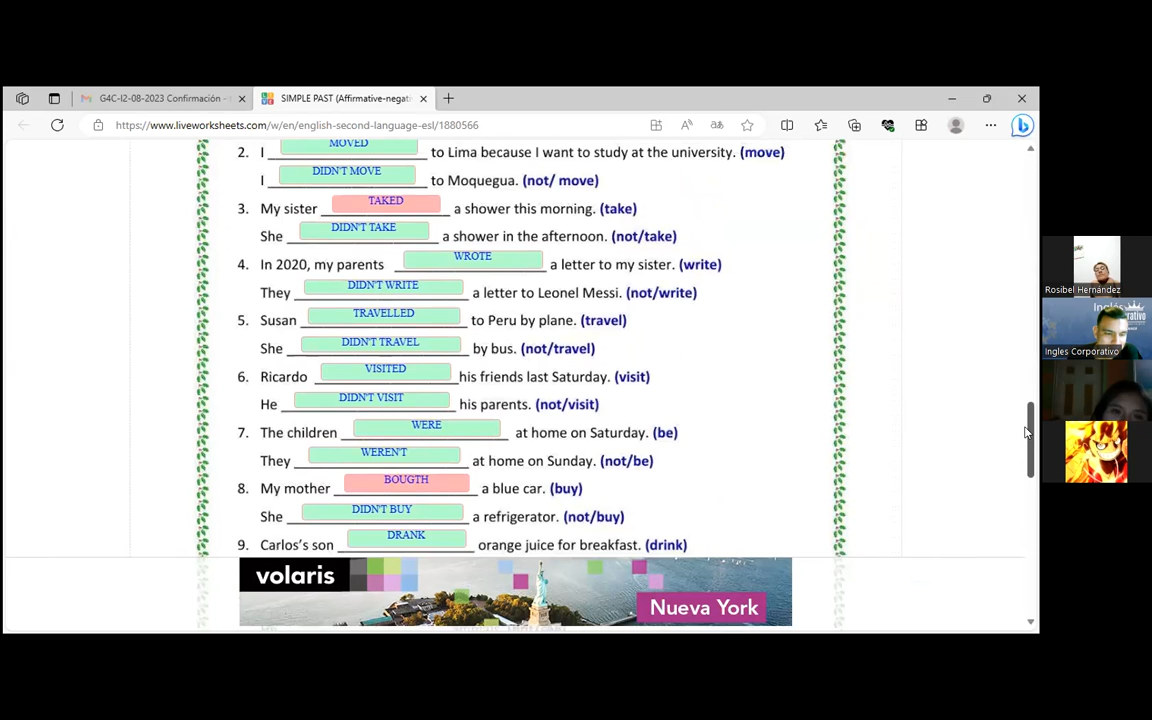 G4C-I2-08-2023 Confirmación -
SIMPLE PAST (Affirmative-negati
https://www.liveworksheets.com/w/en/english-second-language-esl/1880566
2. I MOVED to Lima because I want to study at the university. (move)
I DIDN'T MOVE to Moquegua. (not/ move)
3. My sister TAKED a shower this morning. (take)
She DIDN'T TAKE a shower in the afternoon. (not/take)
4. In 2020, my parents WROTE a letter to my sister. (write)
They DIDN'T WRITE a letter to Leonel Messi. (not/write)
5. Susan TRAVELLED to Peru by plane. (travel)
She DIDN'T TRAVEL by bus. (not/travel)
6. Ricardo VISITED his friends last Saturday. (visit)
He DIDN'T VISIT his parents. (not/visit)
7. The children WERE at home on Saturday. (be)
They WEREN'T at home on Sunday. (not/be)
8. My mother BOUGTH a blue car. (buy)
She DIDN'T BUY a refrigerator. (not/buy)
9. Carlos's son DRANK orange juice for breakfast. (drink)
volaris
Nueva York
Rosibel Hernández
Inglés
Ingles Corporativo